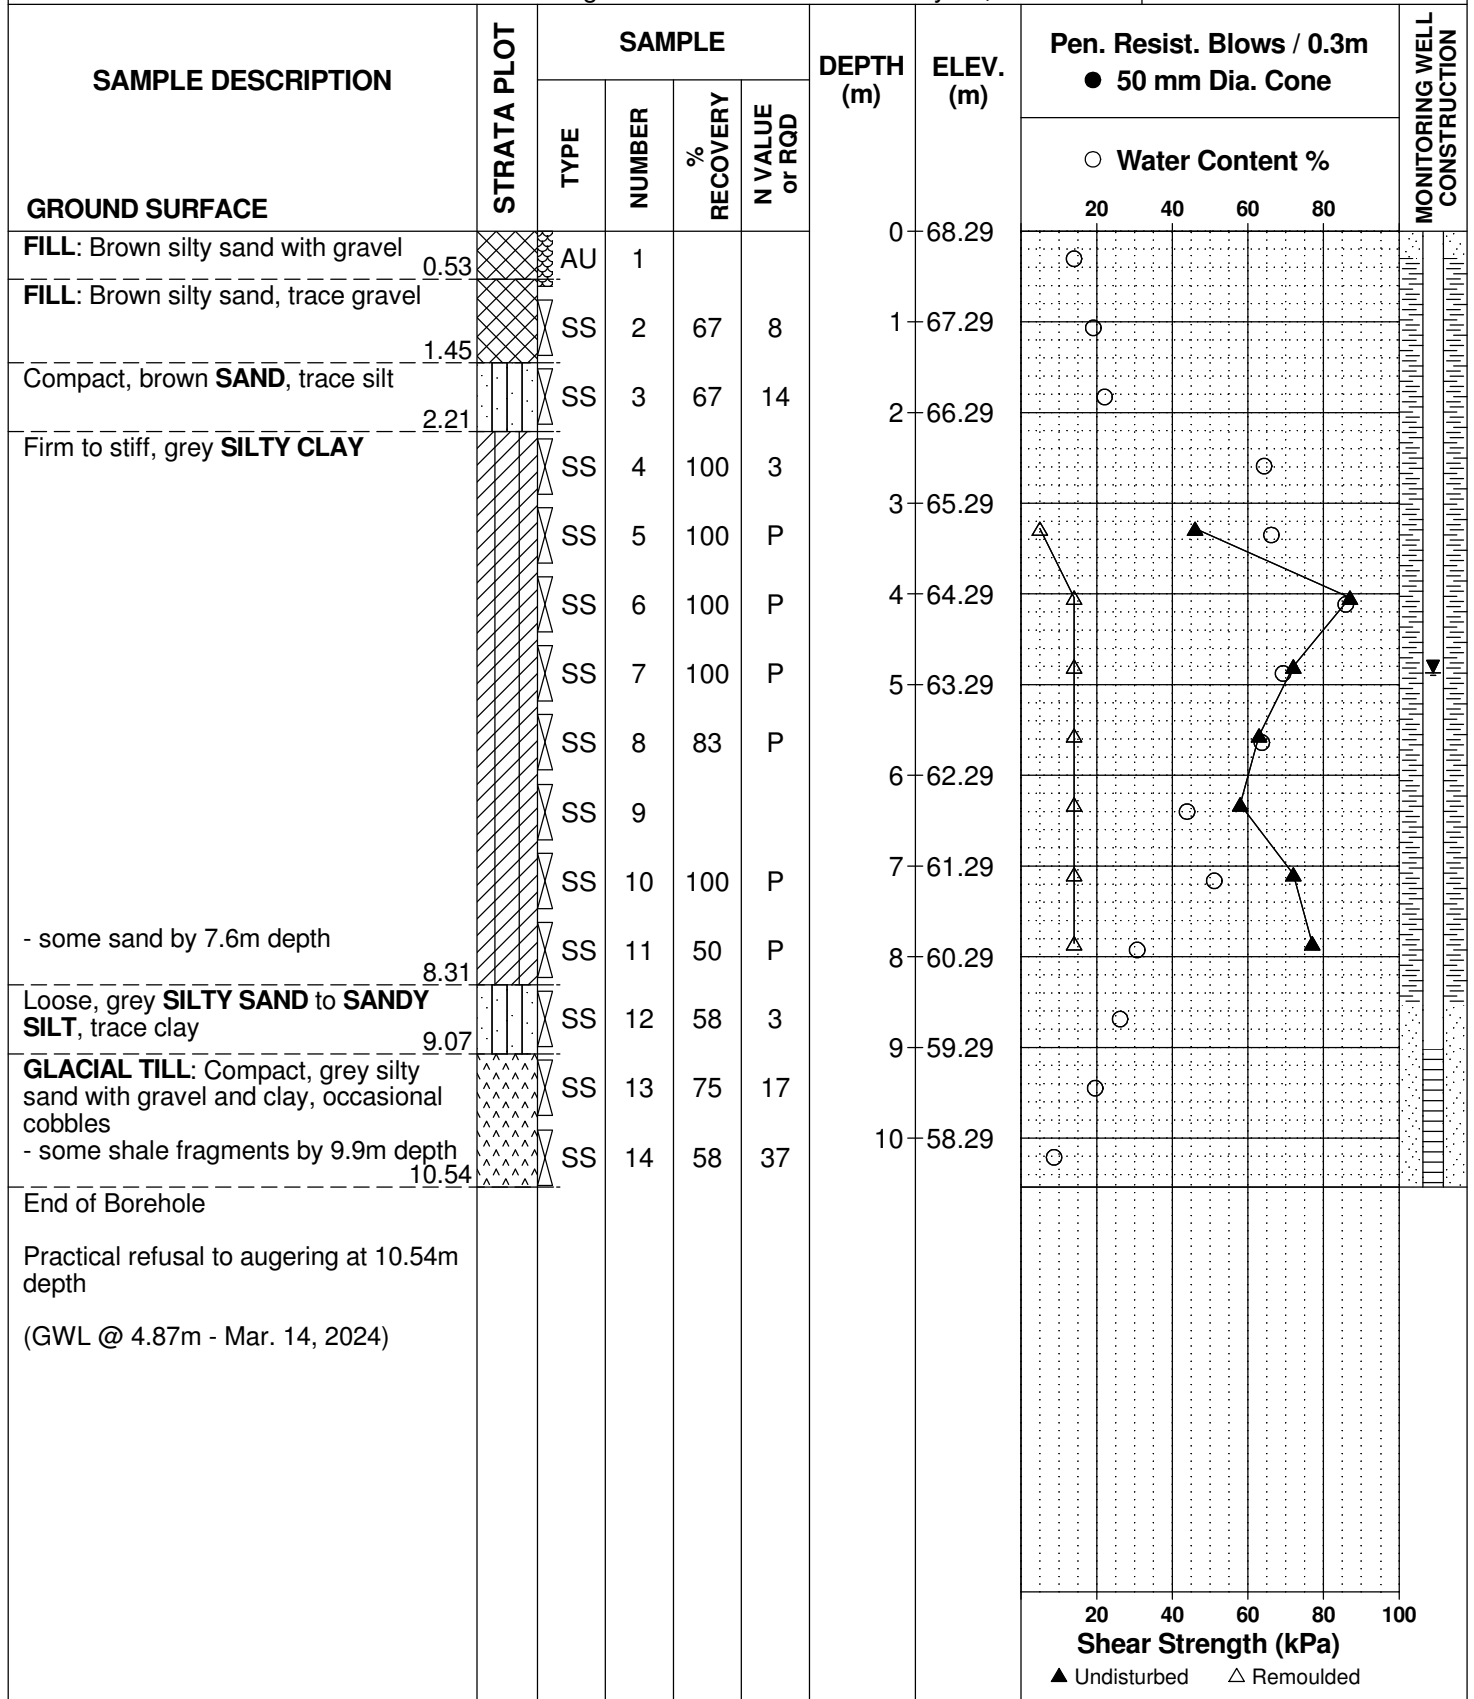 SAMPLE DESCRIPTION
GROUND SURFACE
STRATA PLOT
SAMPLE
TYPE
NUMBER
%
RECOVERY
N VALUE
or RQD
DEPTH
(m)
ELEV.
(m)
Pen. Resist. Blows / 0.3m
● 50 mm Dia. Cone
○ Water Content %
20 40 60 80
MONITORING WELL
CONSTRUCTION
0 68.29
FILL: Brown silty sand with gravel
0.53
AU 1
FILL: Brown silty sand, trace gravel
SS 2 67 8
1 67.29
1.45
Compact, brown SAND, trace silt
SS 3 67 14
2 66.29
2.21
Firm to stiff, grey SILTY CLAY
SS 4 100 3
3 65.29
SS 5 100 P
SS 6 100 P
4 64.29
SS 7 100 P
5 63.29
SS 8 83 P
6 62.29
SS 9
7 61.29
SS 10 100 P
- some sand by 7.6m depth
SS 11 50 P
8 60.29
8.31
Loose, grey SILTY SAND to SANDY
SILT, trace clay
SS 12 58 3
9.07
9 59.29
GLACIAL TILL: Compact, grey silty
sand with gravel and clay, occasional
cobbles
SS 13 75 17
10 58.29
- some shale fragments by 9.9m depth
10.54
SS 14 58 37
End of Borehole
Practical refusal to augering at 10.54m
depth
(GWL @ 4.87m - Mar. 14, 2024)
20 40 60 80 100
Shear Strength (kPa)
▲ Undisturbed △ Remoulded